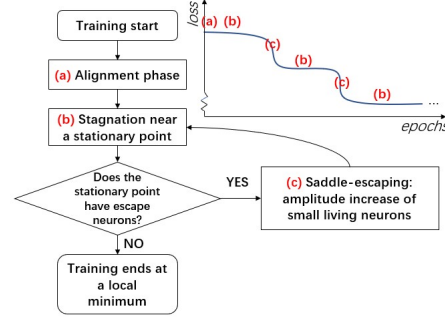 Training start
(a) Alignment phase
(b) Stagnation near
a stationary point
Does the
stationary point
have escape
neurons?
YES
NO
(c) Saddle-escaping:
amplitude increase of
small living neurons
Training ends at
a local
minimum
loss
(a) (b)
(c)
(b)
(c)
(b)
...
epochs